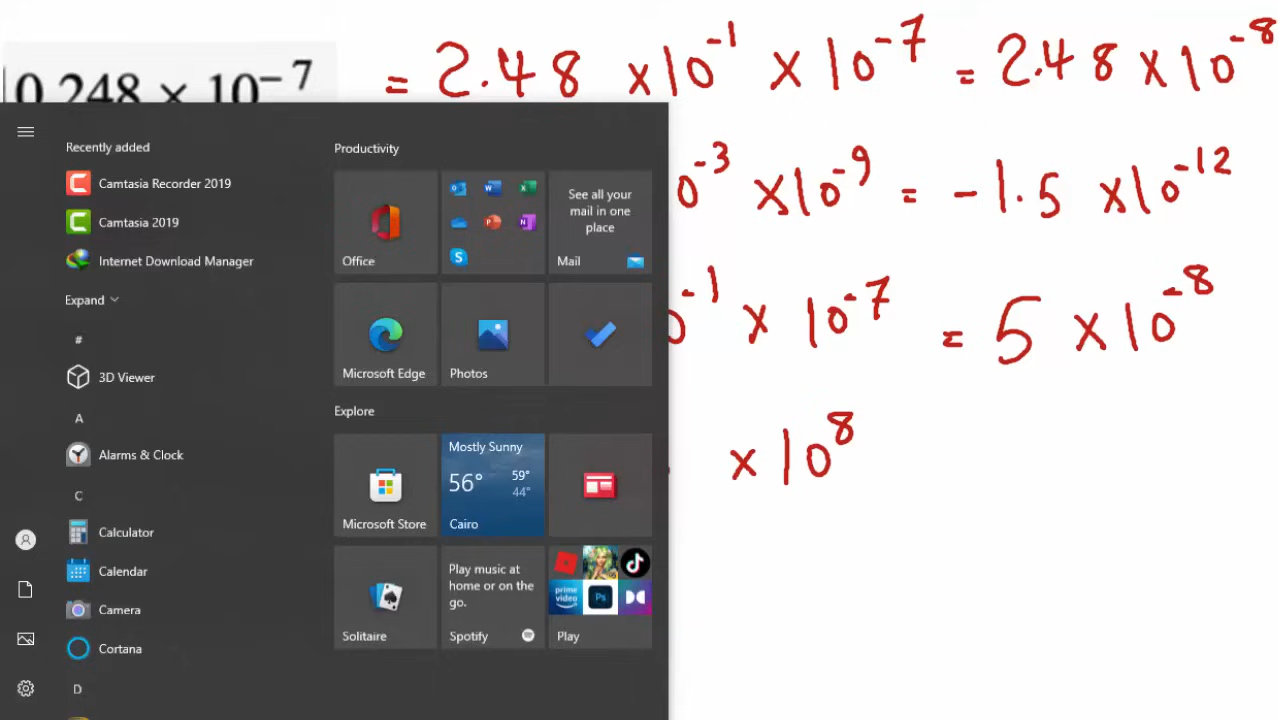 0.248 × 10⁻⁷ = 2.48 ×10⁻¹ × 10⁻⁷ = 2.48 ×10⁻⁸
0⁻³ ×10⁻⁹ = -1.5 ×10⁻¹²
0⁻¹ × 10⁻⁷ = 5 ×10⁻⁸
×10⁸
Recently added
Camtasia Recorder 2019
Camtasia 2019
Internet Download Manager
Expand
#
3D Viewer
A
Alarms & Clock
C
Calculator
Calendar
Camera
Cortana
D
Productivity
Office
See all your
mail in one
place
Mail
Microsoft Edge
Photos
Explore
Microsoft Store
Mostly Sunny
56° 59°
44°
Cairo
Solitaire
Play music at
home or on the
go.
Spotify
prime
video
Ps
Play